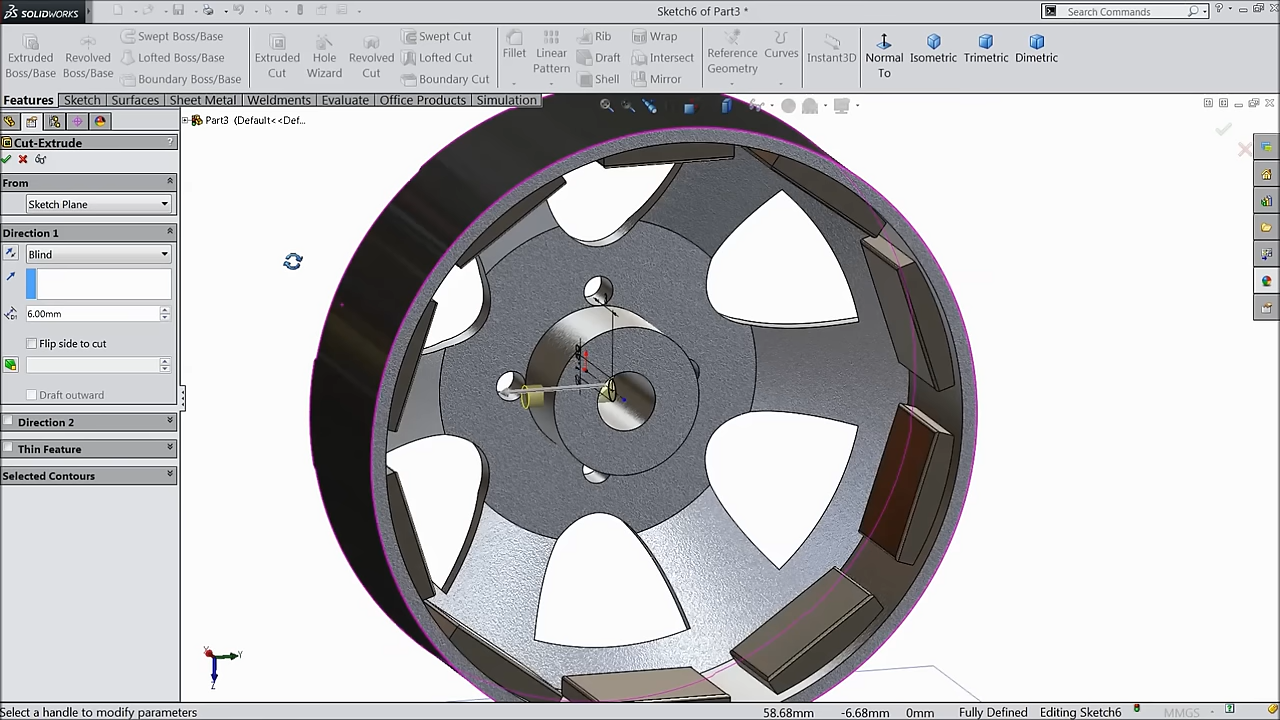 SOLIDWORKS
Sketch6 of Part3 *
Search Commands
?
Extruded Boss/Base
Revolved Boss/Base
Swept Boss/Base
Lofted Boss/Base
Boundary Boss/Base
Extruded Cut
Hole Wizard
Revolved Cut
Swept Cut
Lofted Cut
Boundary Cut
Fillet
Linear Pattern
Rib
Draft
Shell
Wrap
Intersect
Mirror
Reference Geometry
Curves
Instant3D
Normal To
Isometric
Trimetric
Dimetric
Features
Sketch
Surfaces
Sheet Metal
Weldments
Evaluate
Office Products
Simulation
Part3 (Default<<Def...
Cut-Extrude
?
From
Sketch Plane
Direction 1
Blind
6.00mm
Flip side to cut
Draft outward
Direction 2
Thin Feature
Selected Contours
Y
Z
Select a handle to modify parameters
58.68mm
-6.68mm
0mm
Fully Defined
Editing Sketch6
MMGS
?